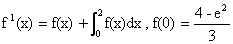 f¹(x) = f(x) + ∫₀² f(x)dx , f(0) = (4 - e²)/3